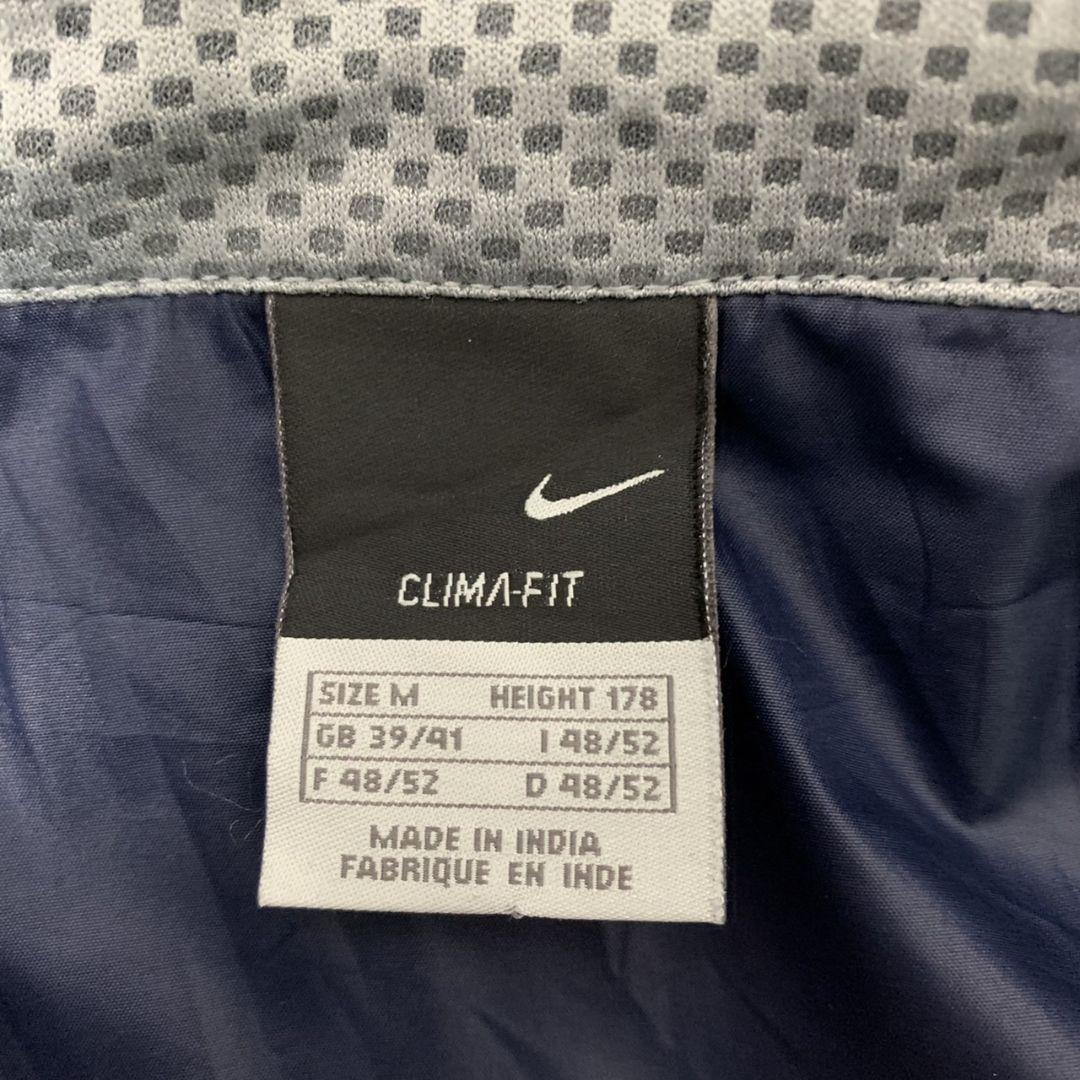 CLIMA-FIT
SIZE M HEIGHT 178
GB 39/41 I 48/52
F 48/52 D 48/52
MADE IN INDIA
FABRIQUE EN INDE